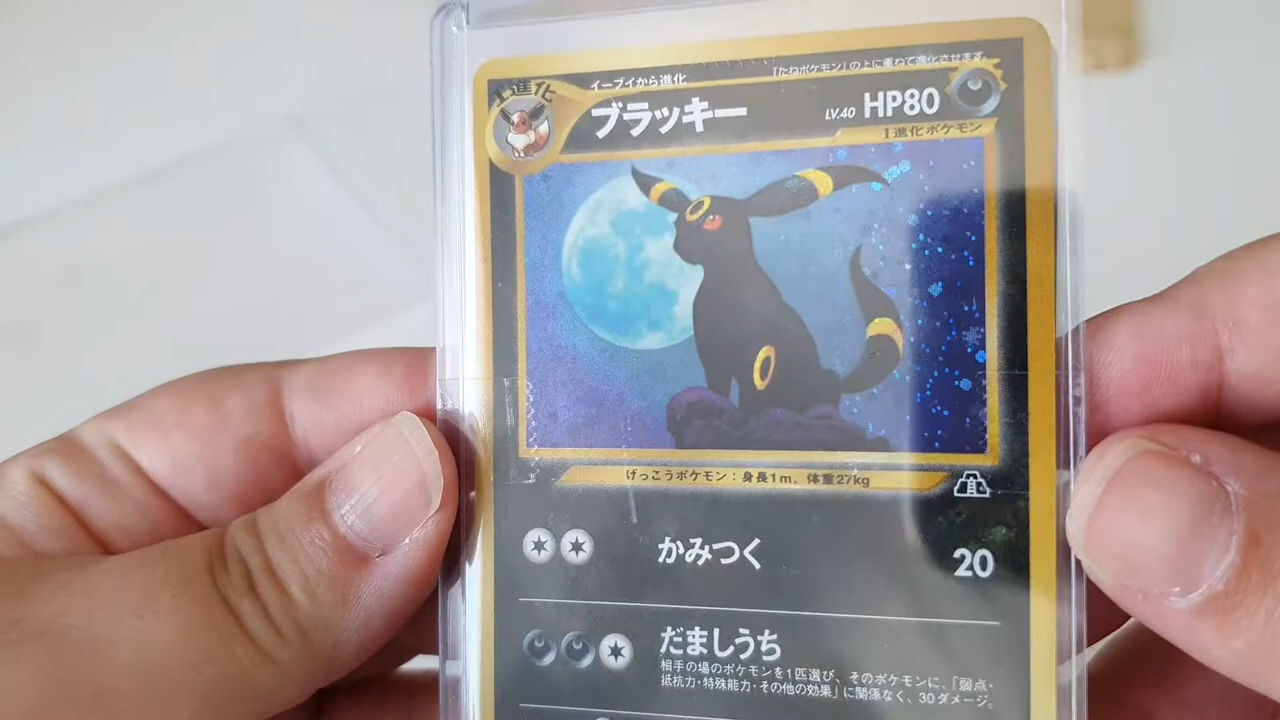 1進化
イーブイから進化
「たねポケモン」の上に重ねて進化させます。
ブラッキー
LV.40 HP80
1進化ポケモン
げっこうポケモン：身長1m、体重27kg
かみつく 20
だましうち
相手の場のポケモンを1匹選び、そのポケモンに、「弱点・
抵抗力・特殊能力・その他の効果」に関係なく、30ダメージ。